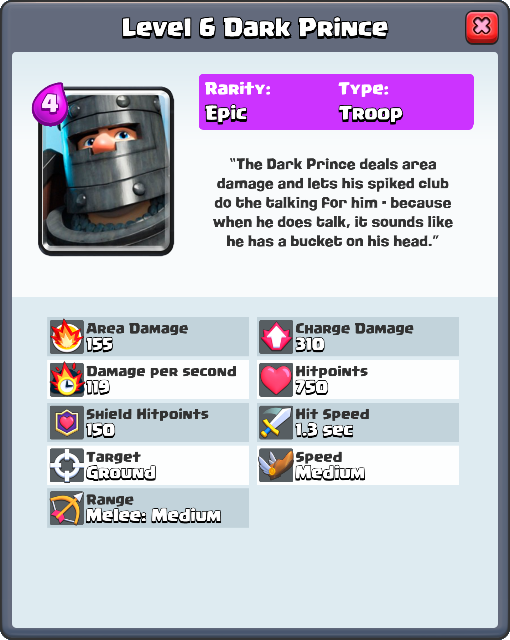 Level 6 Dark Prince
4
Rarity: Type:
Epic Troop
“The Dark Prince deals area
damage and lets his spiked club
do the talking for him - because
when he does talk, it sounds like
he has a bucket on his head.”
Area Damage
155
Charge Damage
310
Damage per second
119
Hitpoints
750
Shield Hitpoints
150
Hit Speed
1.3 sec
Target
Ground
Speed
Medium
Range
Melee: Medium